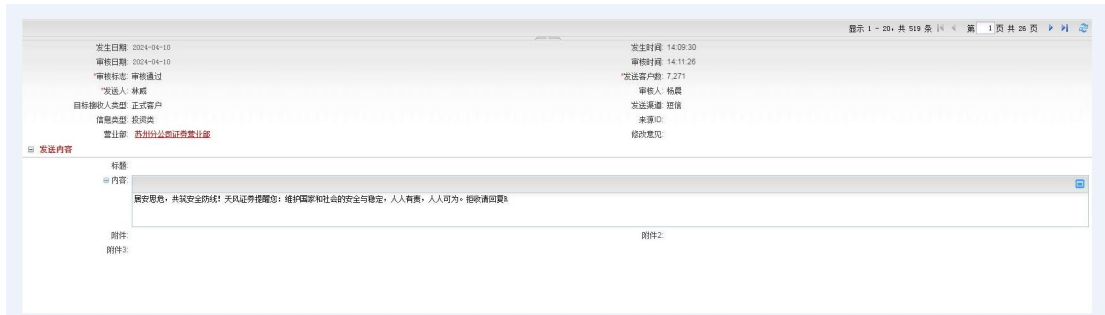 显示 1 - 20，共 519 条 第 1 页 共 26 页
发生日期: 2024-04-10 发生时间: 14:09:30
审核日期: 2024-04-10 审核时间: 14:11:26
*审核标志: 审核通过 *发送客户数: 7,271
*发送人: 林威 审核人: 杨晨
目标接收人类型: 正式客户 发送渠道: 短信
信息类型: 投资类 来源ID:
营业部: 苏州分公司证券营业部 修改意见:
发送内容
标题:
内容:
居安思危，共筑安全防线！天风证券提醒您：维护国家和社会的安全与稳定，人人有责，人人可为。拒收请回复R
附件: 附件2:
附件3: